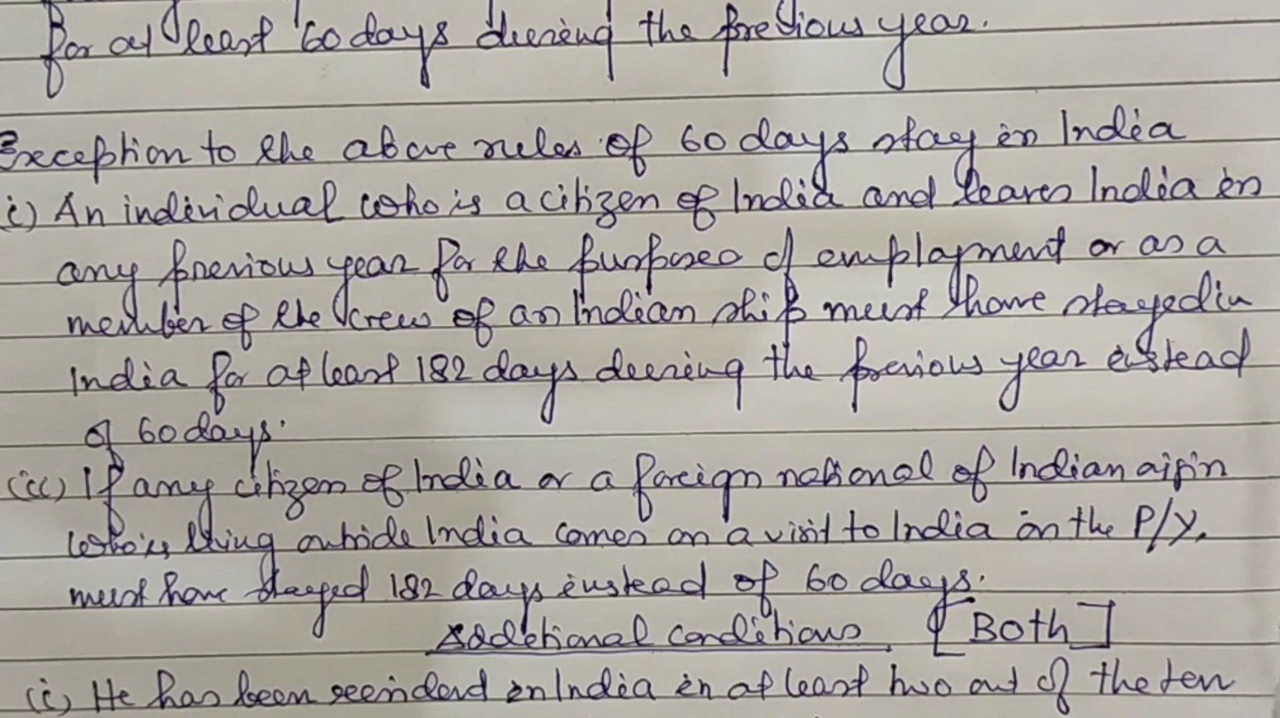 for at least 60 days during the previous year.
Exception to the above rules of 60 days stay in India
i) An individual who is a citizen of India and leaves India in
any previous year for the purposes of employment or as a
member of the crew of an Indian ship must have stayed in
India for at least 182 days during the previous year instead
of 60 days.
(ii) If any citizen of India or a foreign national of Indian origin
who is living outside India comes on a visit to India in the P/Y.
must have stayed 182 days instead of 60 days.
Additional conditions. [Both]
(i) He has been resident in India in at least two out of the ten